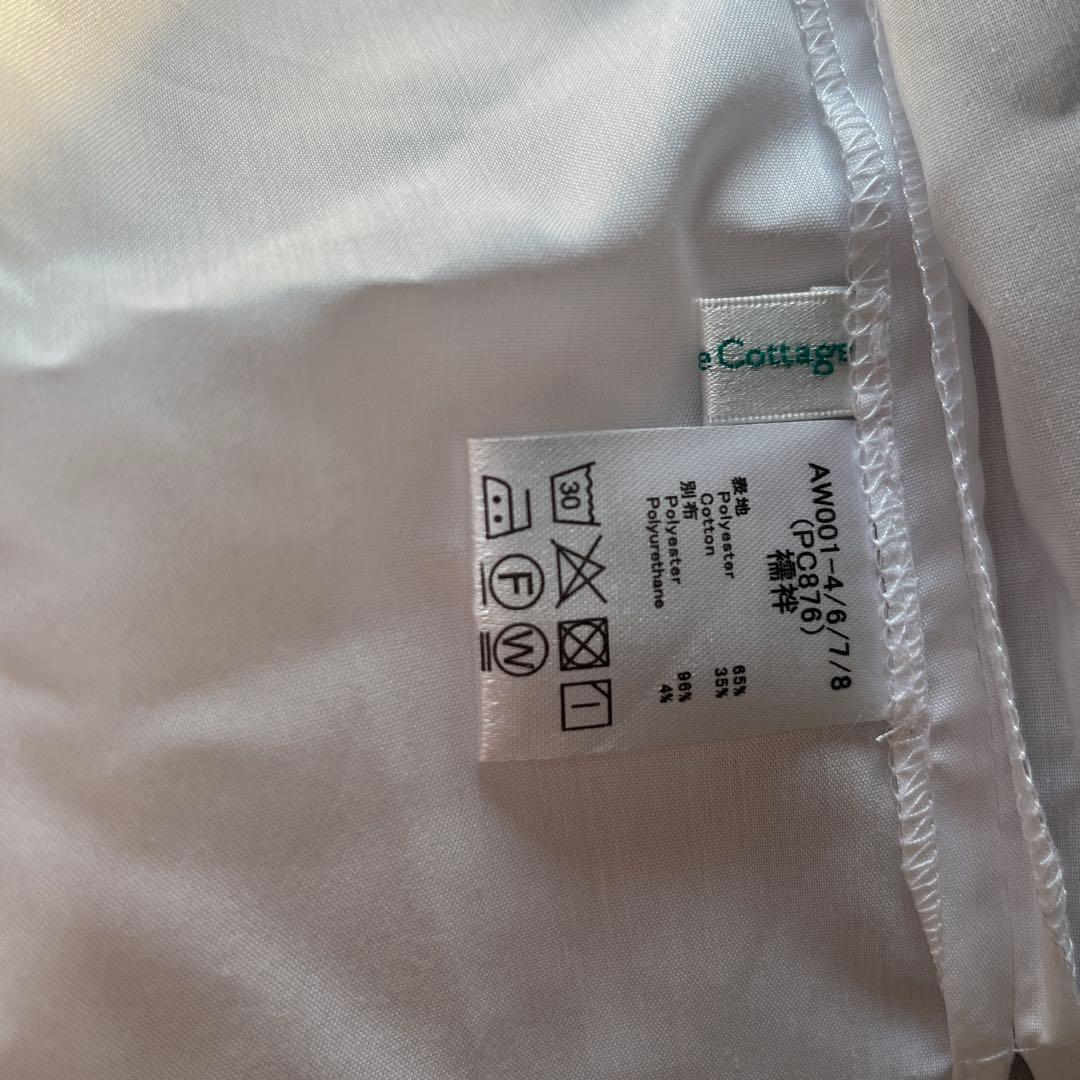 e Cottage
AW001-4/6/7/8
(PC876)
襦袢
表地
Polyester 65%
Cotton 35%
別布
Polyester 96%
Polyurethane 4%
30
F
W